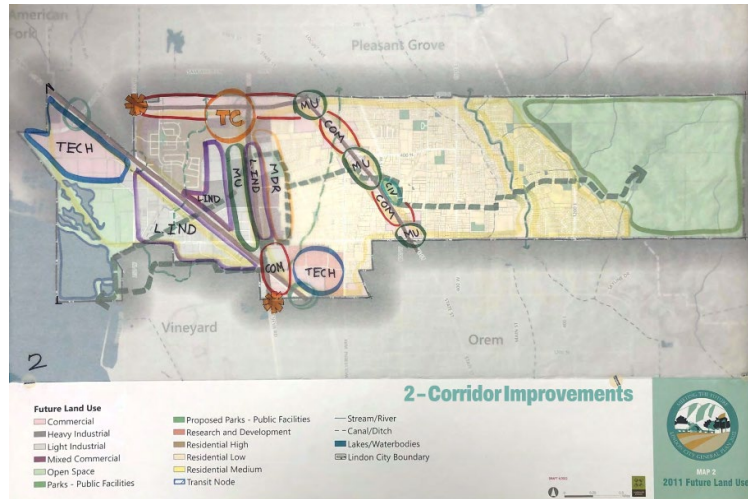 American
Fork
Pleasant Grove
TC
MU
COM
MU
CIV
COM
MU
TECH
LIND
LIND
MU
LIND
MDR
COM
TECH
Vineyard
Orem
2
2 – Corridor Improvements
Future Land Use
Commercial
Heavy Industrial
Light Industrial
Mixed Commercial
Open Space
Parks - Public Facilities
Proposed Parks - Public Facilities
Research and Development
Residential High
Residential Low
Residential Medium
Transit Node
Stream/River
Canal/Ditch
Lakes/Waterbodies
Lindon City Boundary
MAP 2
2011 Future Land Use